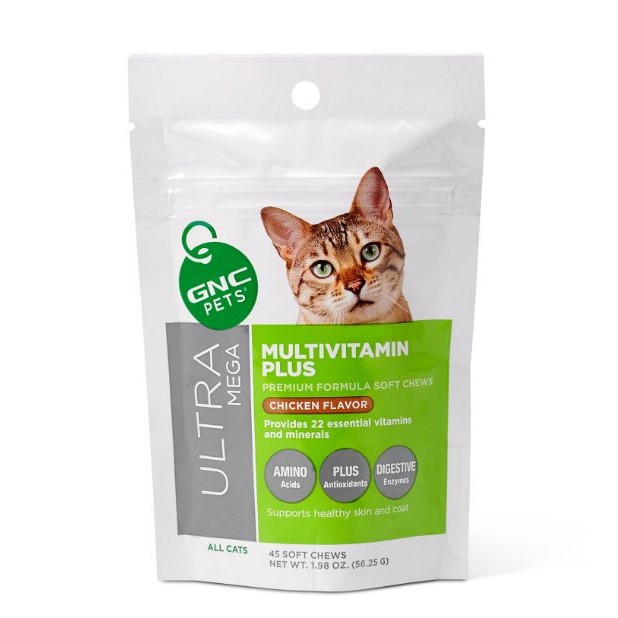 GNC
PETS®
ULTRA
MEGA
MULTIVITAMIN
PLUS
PREMIUM FORMULA SOFT CHEWS
CHICKEN FLAVOR
Provides 22 essential vitamins
and minerals
AMINO
Acids
PLUS
Antioxidants
DIGESTIVE
Enzymes
Supports healthy skin and coat
ALL CATS
45 SOFT CHEWS
NET WT. 1.98 OZ. (56.25 G)